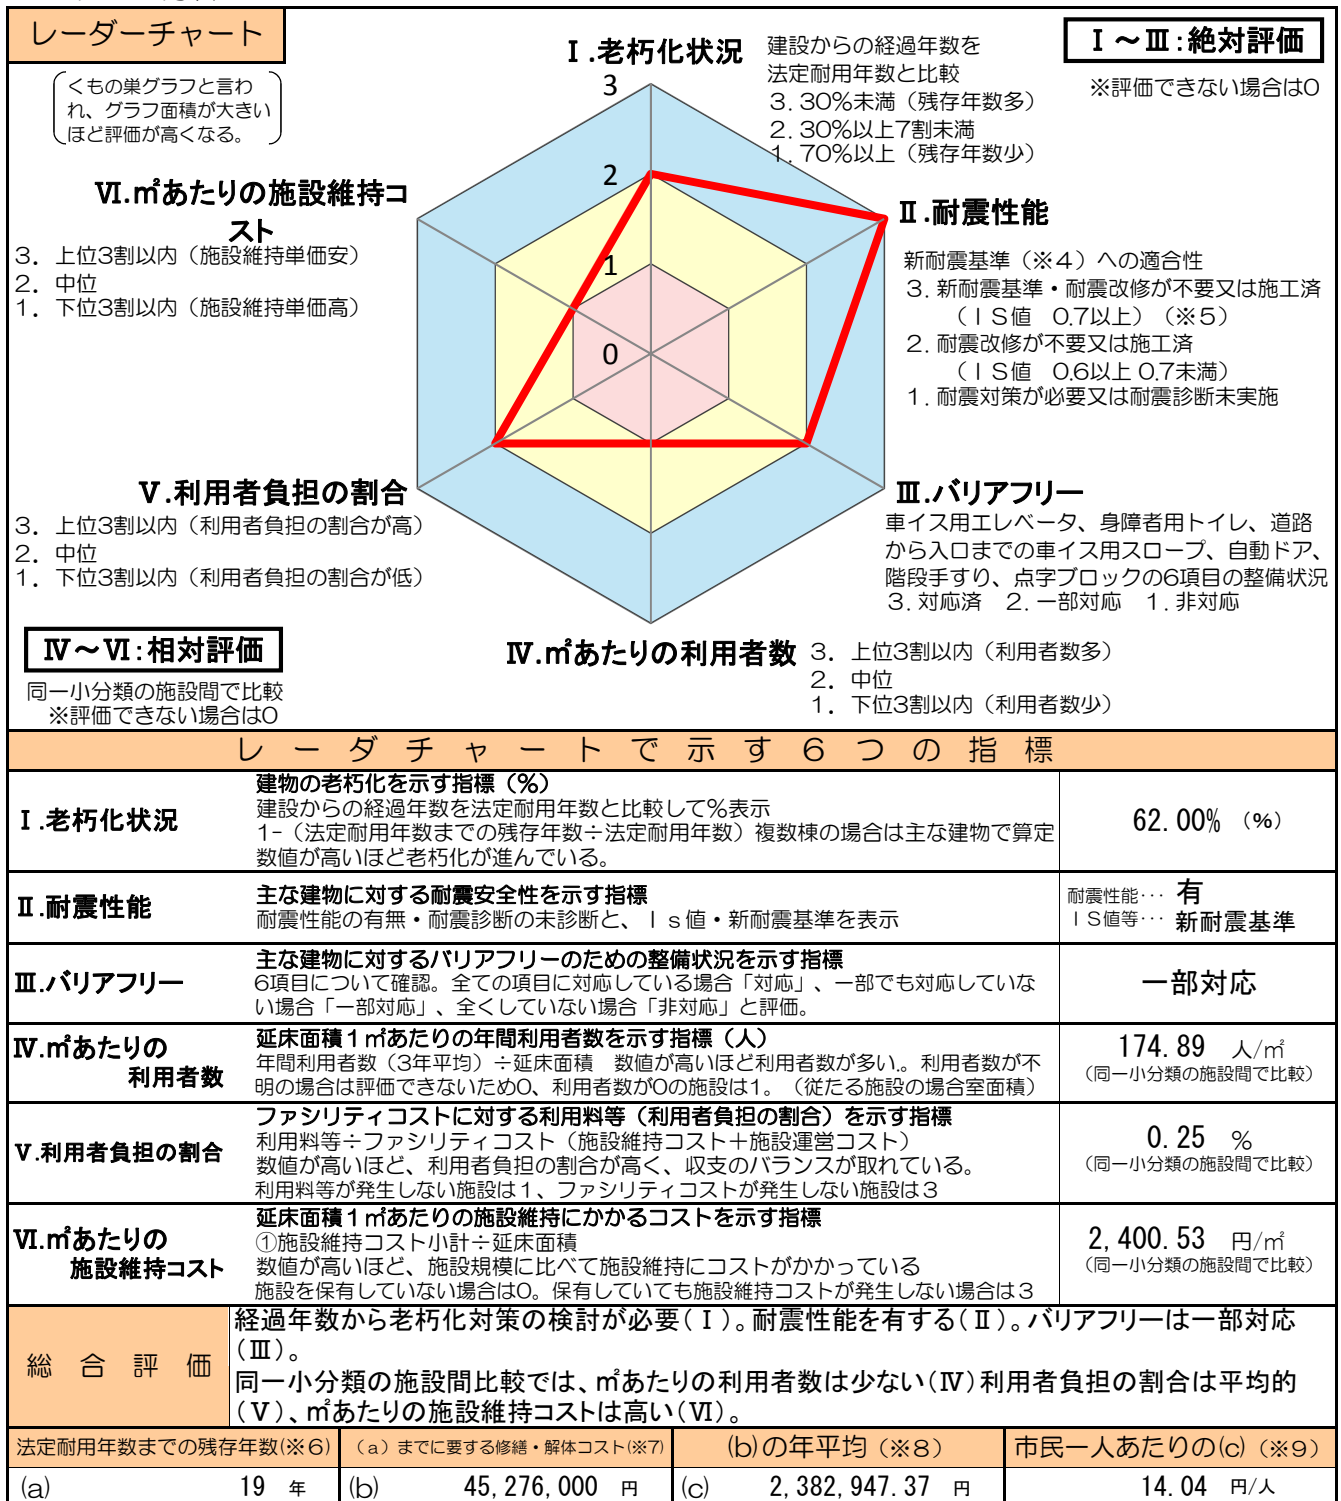 レーダーチャート
くもの巣グラフと言わ
れ、グラフ面積が大きい
ほど評価が高くなる。
Ⅰ.老朽化状況
建設からの経過年数を
法定耐用年数と比較
3.30%未満（残存年数多）
2.30%以上7割未満
1.70%以上（残存年数少）
Ⅰ～Ⅲ:絶対評価
※評価できない場合は0
3
2
1
0
Ⅵ.㎡あたりの施設維持コ
スト
3．上位3割以内（施設維持単価安）
2．中位
1．下位3割以内（施設維持単価高）
Ⅱ.耐震性能
新耐震基準（※4）への適合性
3.新耐震基準・耐震改修が不要又は施工済
（ＩＳ値　0.7以上）（※5）
2.耐震改修が不要又は施工済
（ＩＳ値　0.6以上 0.7未満）
1.耐震対策が必要又は耐震診断未実施
Ⅴ.利用者負担の割合
3．上位3割以内（利用者負担の割合が高）
2．中位
1．下位3割以内（利用者負担の割合が低）
Ⅲ.バリアフリー
車イス用エレベータ、身障者用トイレ、道路
から入口までの車イス用スロープ、自動ドア、
階段手すり、点字ブロックの6項目の整備状況
3.対応済　2.一部対応　1.非対応
Ⅳ～Ⅵ:相対評価
同一小分類の施設間で比較
※評価できない場合は0
Ⅳ.㎡あたりの利用者数
3．上位3割以内（利用者数多）
2．中位
1．下位3割以内（利用者数少）
レーダチャートで示す6つの指標
Ⅰ.老朽化状況
建物の老朽化を示す指標（%）
建設からの経過年数を法定耐用年数と比較して%表示
1-（法定耐用年数までの残存年数÷法定耐用年数）複数棟の場合は主な建物で算定
数値が高いほど老朽化が進んでいる。
62.00% （%）
Ⅱ.耐震性能
主な建物に対する耐震安全性を示す指標
耐震性能の有無・耐震診断の未診断と、Ｉｓ値・新耐震基準を表示
耐震性能… 有
ＩＳ値等… 新耐震基準
Ⅲ.バリアフリー
主な建物に対するバリアフリーのための整備状況を示す指標
6項目について確認。全ての項目に対応している場合「対応」、一部でも対応していな
い場合「一部対応」、全くしていない場合「非対応」と評価。
一部対応
Ⅳ.㎡あたりの
利用者数
延床面積１㎡あたりの年間利用者数を示す指標（人）
年間利用者数（3年平均）÷延床面積　数値が高いほど利用者数が多い。利用者数が不
明の場合は評価できないため0、利用者数が0の施設は1。（従たる施設の場合室面積）
174.89 人/㎡
（同一小分類の施設間で比較）
Ⅴ.利用者負担の割合
ファシリティコストに対する利用料等（利用者負担の割合）を示す指標
利用料等÷ファシリティコスト（施設維持コスト＋施設運営コスト）
数値が高いほど、利用者負担の割合が高く、収支のバランスが取れている。
利用料等が発生しない施設は１、ファシリティコストが発生しない施設は３
0.25 %
（同一小分類の施設間で比較）
Ⅵ.㎡あたりの
施設維持コスト
延床面積１㎡あたりの施設維持にかかるコストを示す指標
①施設維持コスト小計÷延床面積
数値が高いほど、施設規模に比べて施設維持にコストがかかっている
施設を保有していない場合は0。保有していても施設維持コストが発生しない場合は３
2,400.53 円/㎡
（同一小分類の施設間で比較）
総合評価
経過年数から老朽化対策の検討が必要(Ⅰ)。耐震性能を有する(Ⅱ)。バリアフリーは一部対応
(Ⅲ)。
同一小分類の施設間比較では、㎡あたりの利用者数は少ない(Ⅳ)利用者負担の割合は平均的
(Ⅴ)、㎡あたりの施設維持コストは高い(Ⅵ)。
法定耐用年数までの残存年数(※6)
（a）までに要する修繕・解体コスト(※7)
(b)の年平均（※8）
市民一人あたりの(c)（※9）
(a) 19 年
(b) 45,276,000 円
(c) 2,382,947.37 円
14.04 円/人